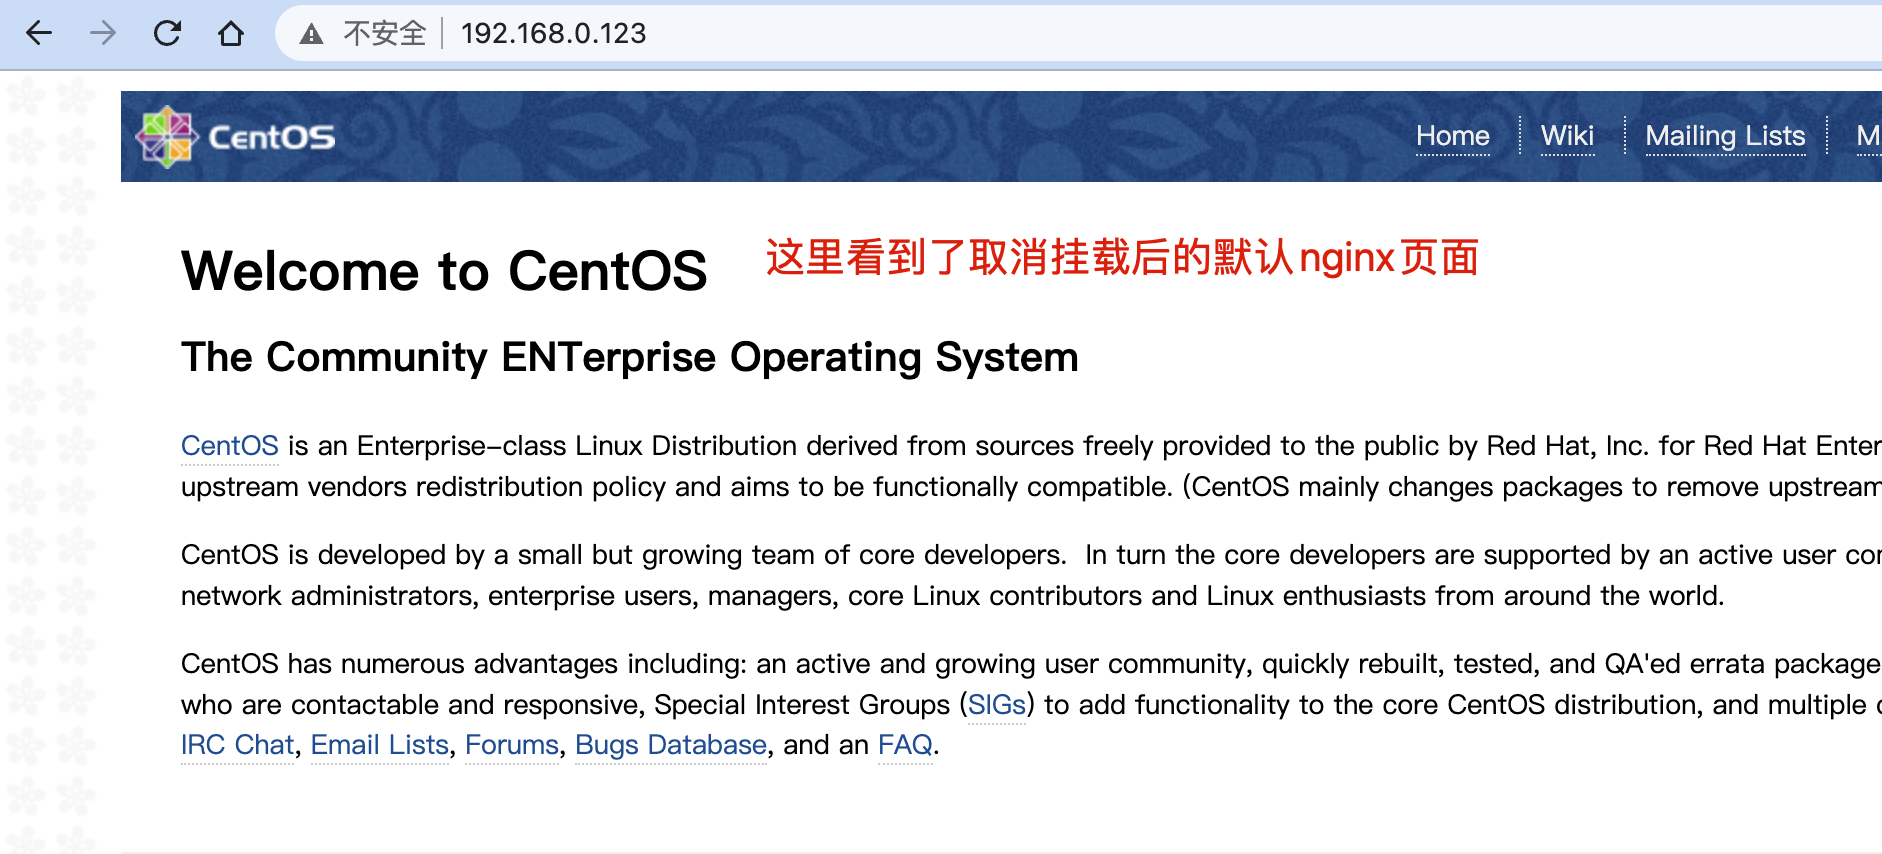 不安全 192.168.0.123
CentOS Home Wiki Mailing Lists M
Welcome to CentOS 这里看到了取消挂载后的默认nginx页面
The Community ENTerprise Operating System
CentOS is an Enterprise-class Linux Distribution derived from sources freely provided to the public by Red Hat, Inc. for Red Hat Enter
upstream vendors redistribution policy and aims to be functionally compatible. (CentOS mainly changes packages to remove upstream
CentOS is developed by a small but growing team of core developers.  In turn the core developers are supported by an active user cor
network administrators, enterprise users, managers, core Linux contributors and Linux enthusiasts from around the world.
CentOS has numerous advantages including: an active and growing user community, quickly rebuilt, tested, and QA'ed errata package
who are contactable and responsive, Special Interest Groups (SIGs) to add functionality to the core CentOS distribution, and multiple
IRC Chat, Email Lists, Forums, Bugs Database, and an FAQ.